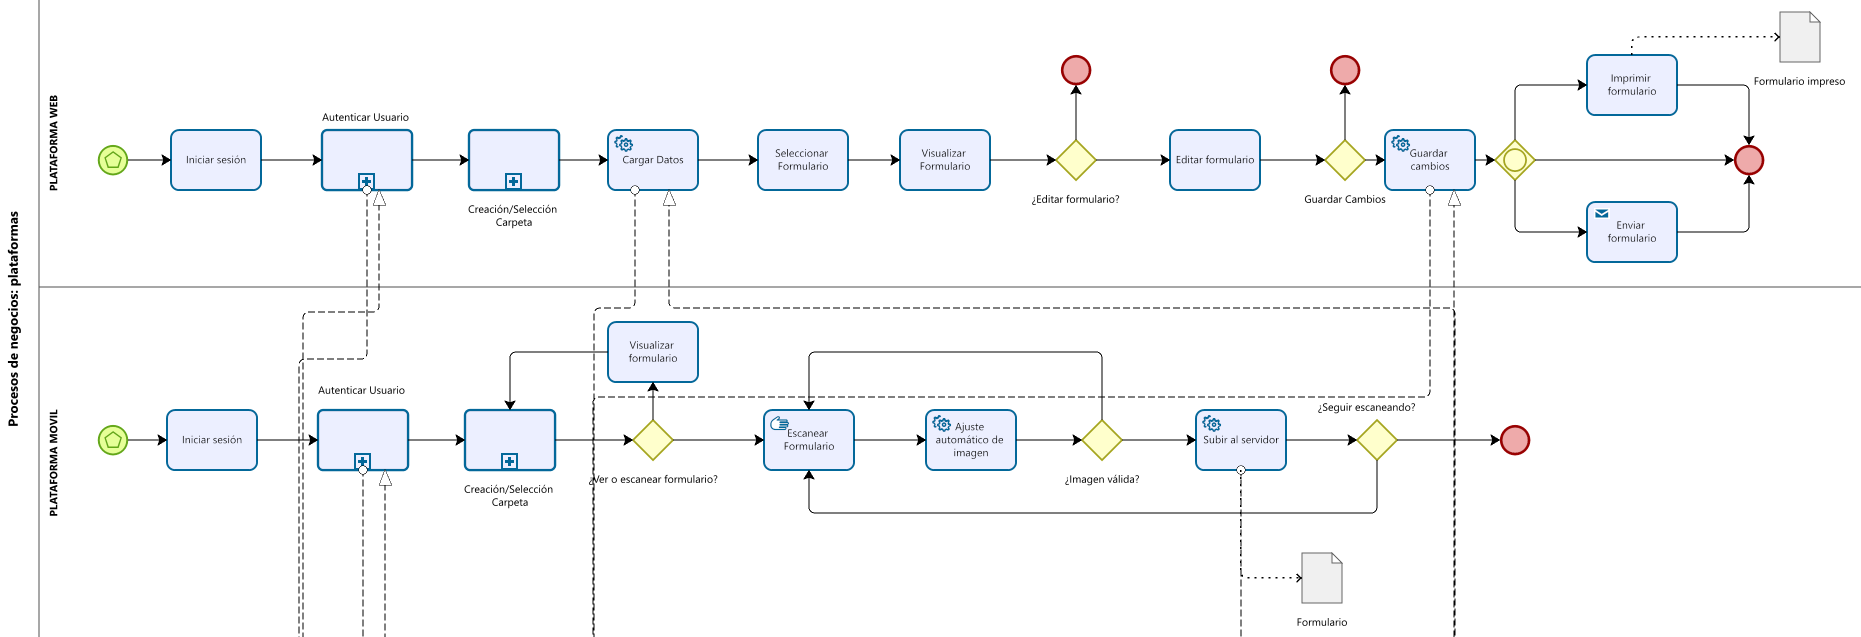 Procesos de negocios: plataformas
PLATAFORMA WEB
Iniciar sesión
Autenticar Usuario
Creación/Selección
Carpeta
Cargar Datos
Seleccionar
Formulario
Visualizar
Formulario
¿Editar formulario?
Editar formulario
Guardar Cambios
Guardar
cambios
Imprimir
formulario
Formulario impreso
Enviar
formulario
PLATAFORMA MOVIL
Iniciar sesión
Autenticar Usuario
Creación/Selección
Carpeta
Visualizar
formulario
¿Ver o escanear formulario?
Escanear
Formulario
Ajuste
automático de
imagen
¿Imagen válida?
Subir al servidor
¿Seguir escaneando?
Formulario